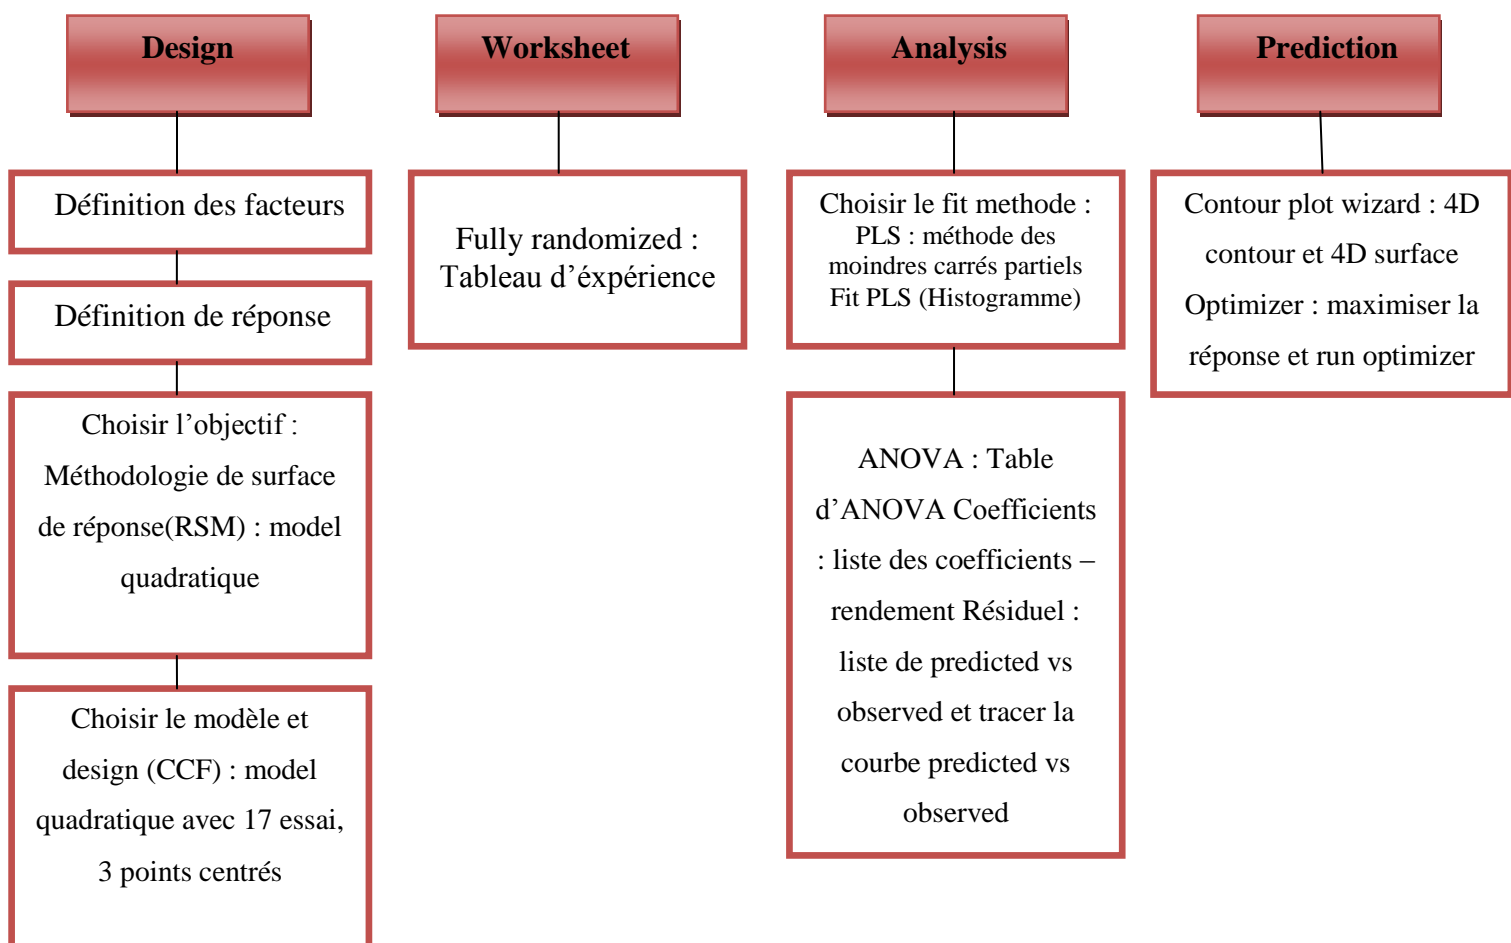 Design
Définition des facteurs
Définition de réponse
Choisir l’objectif :
Méthodologie de surface
de réponse(RSM) : model
quadratique
Choisir le modèle et
design (CCF) : model
quadratique avec 17 essai,
3 points centrés
Worksheet
Fully randomized :
Tableau d’éxpérience
Analysis
Choisir le fit methode :
PLS : méthode des
moindres carrés partiels
Fit PLS (Histogramme)
ANOVA : Table
d’ANOVA Coefficients
: liste des coefficients –
rendement Résiduel :
liste de predicted vs
observed et tracer la
courbe predicted vs
observed
Prediction
Contour plot wizard : 4D
contour et 4D surface
Optimizer : maximiser la
réponse et run optimizer